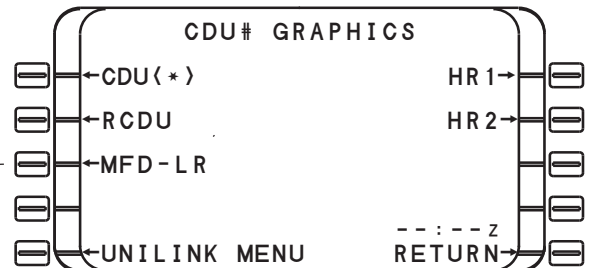 CDU# GRAPHICS
←CDU⟨*⟩ HR1→
←RCDU HR2→
←MFD-LR
--:--z
←UNILINK MENU RETURN→